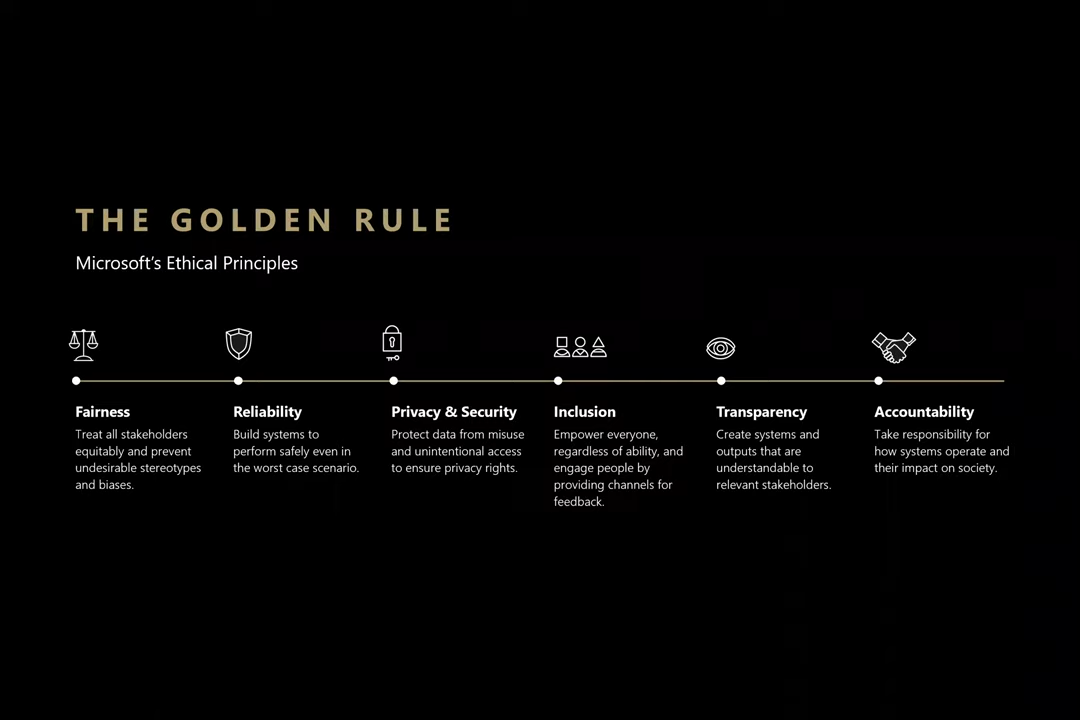 THE GOLDEN RULE
Microsoft’s Ethical Principles
Fairness
Treat all stakeholders
equitably and prevent
undesirable stereotypes
and biases.
Reliability
Build systems to
perform safely even in
the worst case scenario.
Privacy & Security
Protect data from misuse
and unintentional access
to ensure privacy rights.
Inclusion
Empower everyone,
regardless of ability, and
engage people by
providing channels for
feedback.
Transparency
Create systems and
outputs that are
understandable to
relevant stakeholders.
Accountability
Take responsibility for
how systems operate and
their impact on society.